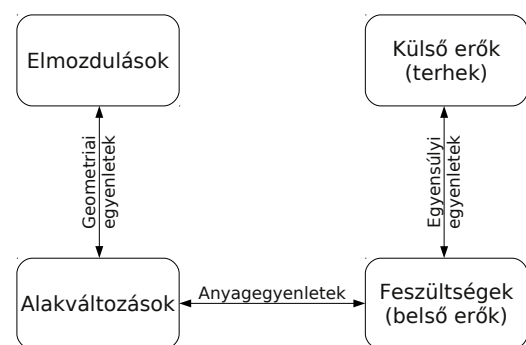 Elmozdulások
Külső erők
(terhek)
Geometriai
egyenletek
Egyensúlyi
egyenletek
Alakváltozások
Anyagegyenletek
Feszültségek
(belső erők)